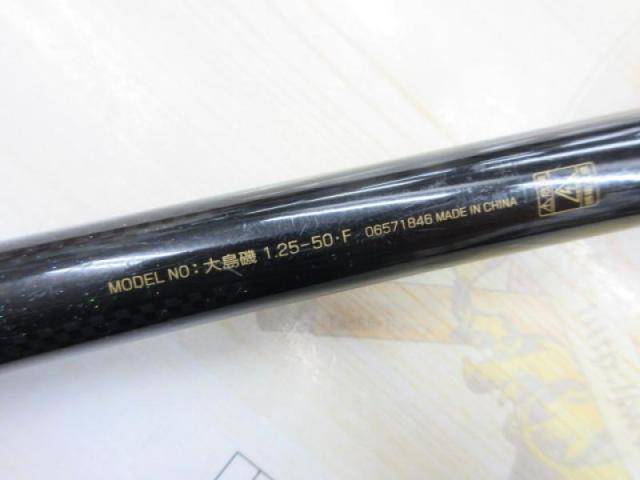 MODEL NO: 大島磯 1.25-50·F 06571846 MADE IN CHINA